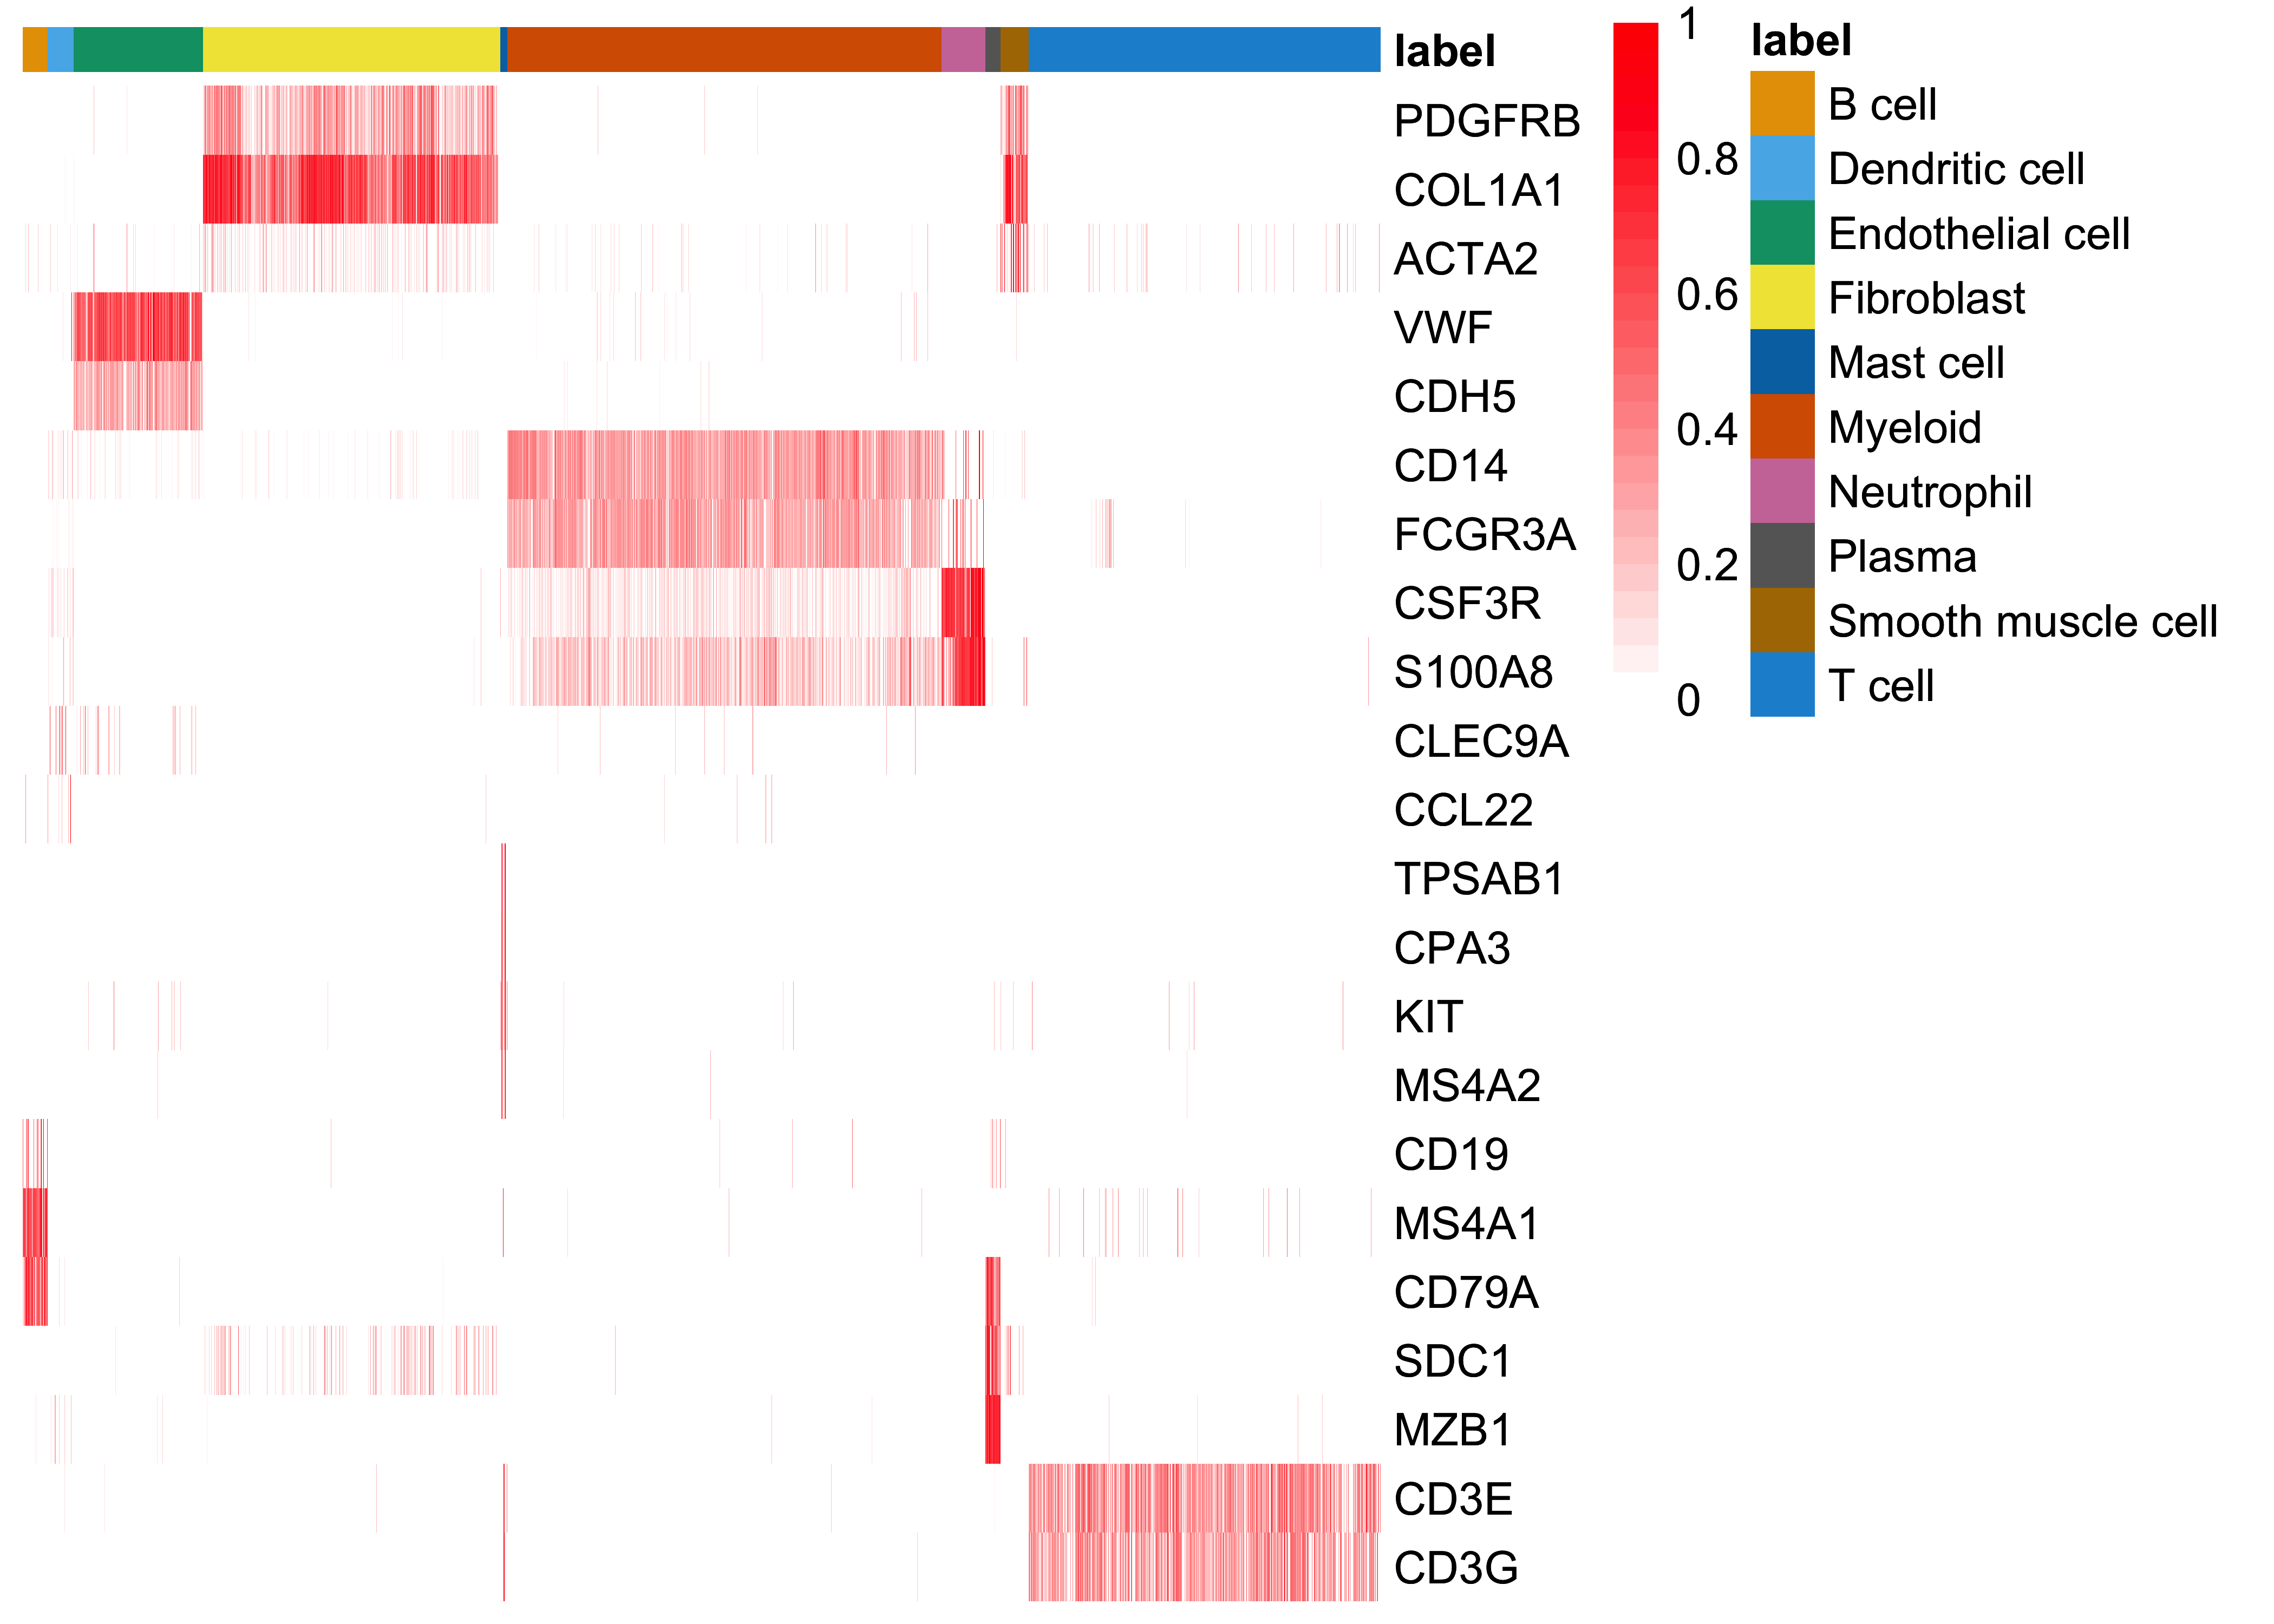 label
PDGFRB
COL1A1
ACTA2
VWF
CDH5
CD14
FCGR3A
CSF3R
S100A8
CLEC9A
CCL22
TPSAB1
CPA3
KIT
MS4A2
CD19
MS4A1
CD79A
SDC1
MZB1
CD3E
CD3G
1
0.8
0.6
0.4
0.2
0
label
B cell
Dendritic cell
Endothelial cell
Fibroblast
Mast cell
Myeloid
Neutrophil
Plasma
Smooth muscle cell
T cell